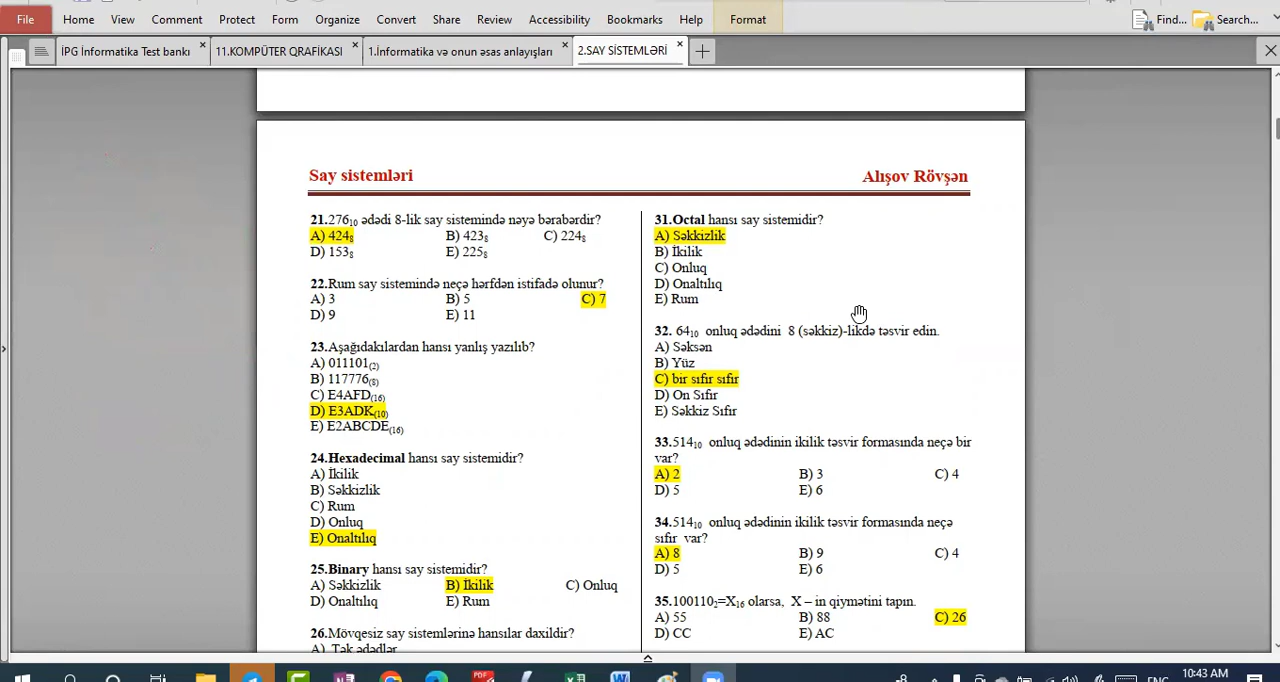 File Home View Comment Protect Form Organize Convert Share Review Accessibility Bookmarks Help Format Find... Search...
İPG İnformatika Test bankı 11.KOMPÜTER QRAFİKASI 1.İnformatika və onun əsas anlayışları 2.SAY SİSTEMLƏRİ
Say sistemləri Alışov Rövşən
21.276₁₀ ədədi 8-lik say sistemində nəyə bərabərdir?
A) 424₈ B) 423₈ C) 224₈
D) 153₈ E) 225₈
22.Rum say sistemində neçə hərfdən istifadə olunur?
A) 3 B) 5 C) 7
D) 9 E) 11
23.Aşağıdakılardan hansı yanlış yazılıb?
A) 011101₍₂₎
B) 117776₍₈₎
C) E4AFD₍₁₆₎
D) E3ADK₍₁₀₎
E) E2ABCDE₍₁₆₎
24.Hexadecimal hansı say sistemidir?
A) İkilik
B) Səkkizlik
C) Rum
D) Onluq
E) Onaltılıq
25.Binary hansı say sistemidir?
A) Səkkizlik B) İkilik C) Onluq
D) Onaltılıq E) Rum
26.Mövqesiz say sistemlərinə hansılar daxildir?
A) Tək ədədlər
31.Octal hansı say sistemidir?
A) Səkkizlik
B) İkilik
C) Onluq
D) Onaltılıq
E) Rum
32. 64₁₀ onluq ədədini 8 (səkkiz)-likdə təsvir edin.
A) Səksən
B) Yüz
C) bir sıfır sıfır
D) On Sıfır
E) Səkkiz Sıfır
33.514₁₀ onluq ədədinin ikilik təsvir formasında neçə bir
var?
A) 2 B) 3 C) 4
D) 5 E) 6
34.514₁₀ onluq ədədinin ikilik təsvir formasında neçə
sıfır var?
A) 8 B) 9 C) 4
D) 5 E) 6
35.100110₂=X₁₆ olarsa, X – in qiymətini tapın.
A) 55 B) 88 C) 26
D) CC E) AC
10:43 AM